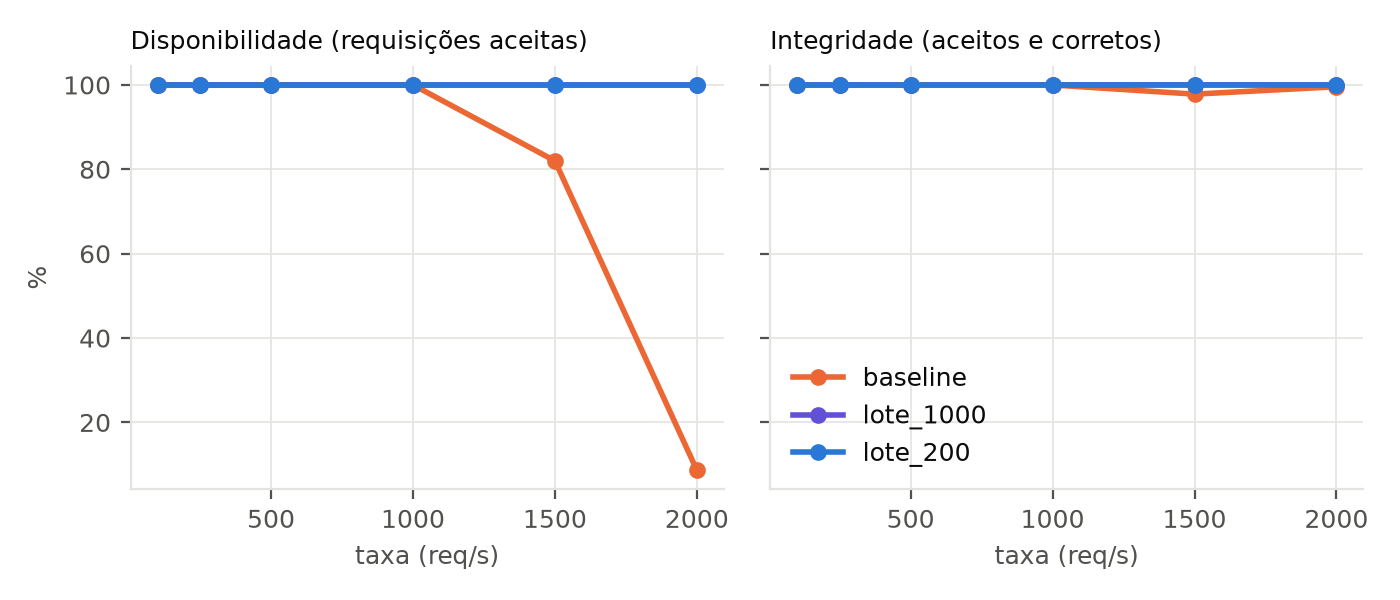 Disponibilidade (requisições aceitas)
Integridade (aceitos e corretos)
100
80
60
40
20
%
baseline
lote_1000
lote_200
500
1000
1500
2000
500
1000
1500
2000
taxa (req/s)
taxa (req/s)